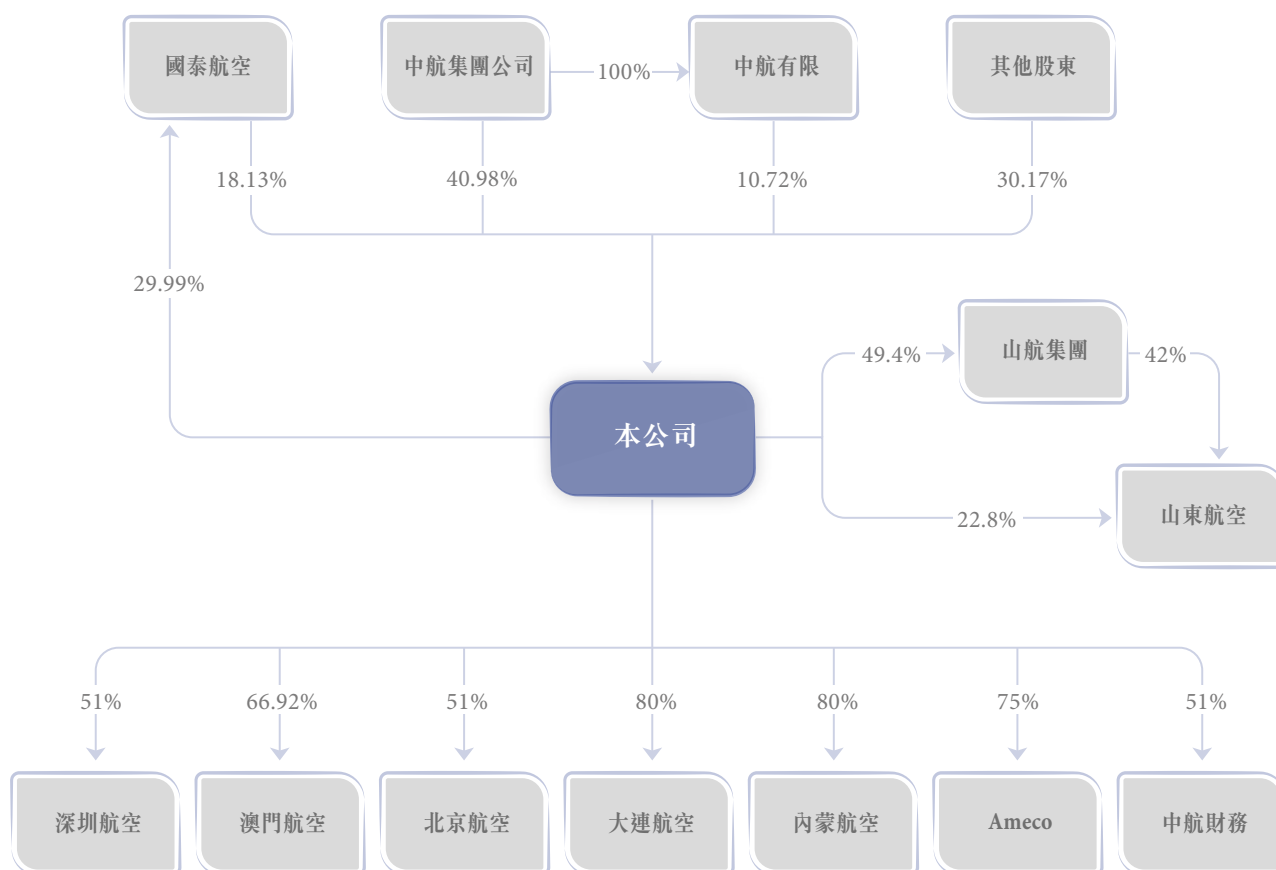 國泰航空
中航集團公司
100%
中航有限
其他股東
18.13%
40.98%
10.72%
30.17%
29.99%
49.4%
山航集團
42%
本公司
22.8%
山東航空
51%
66.92%
51%
80%
80%
75%
51%
深圳航空
澳門航空
北京航空
大連航空
內蒙航空
Ameco
中航財務